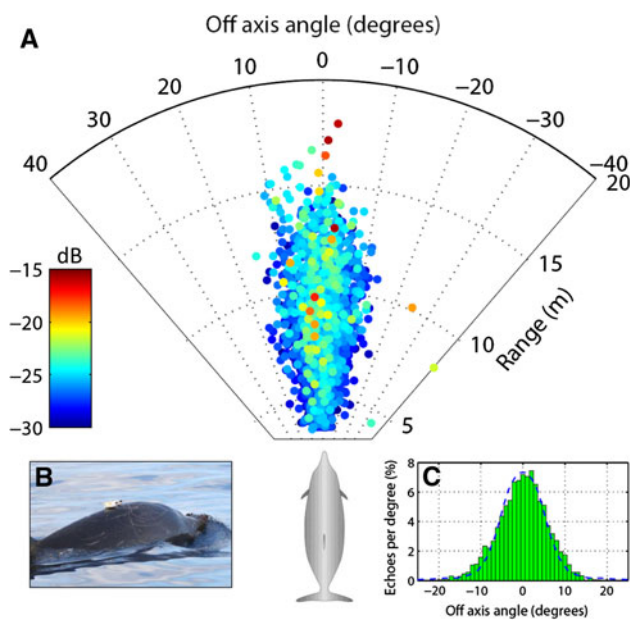 A
Off axis angle (degrees)
40 30 20 10 0 −10 −20 −30 −40
20
15
10
5
Range (m)
dB
−15
−20
−25
−30
B
C
Echoes per degree (%)
8
6
4
2
0
−20 −10 0 10 20
Off axis angle (degrees)